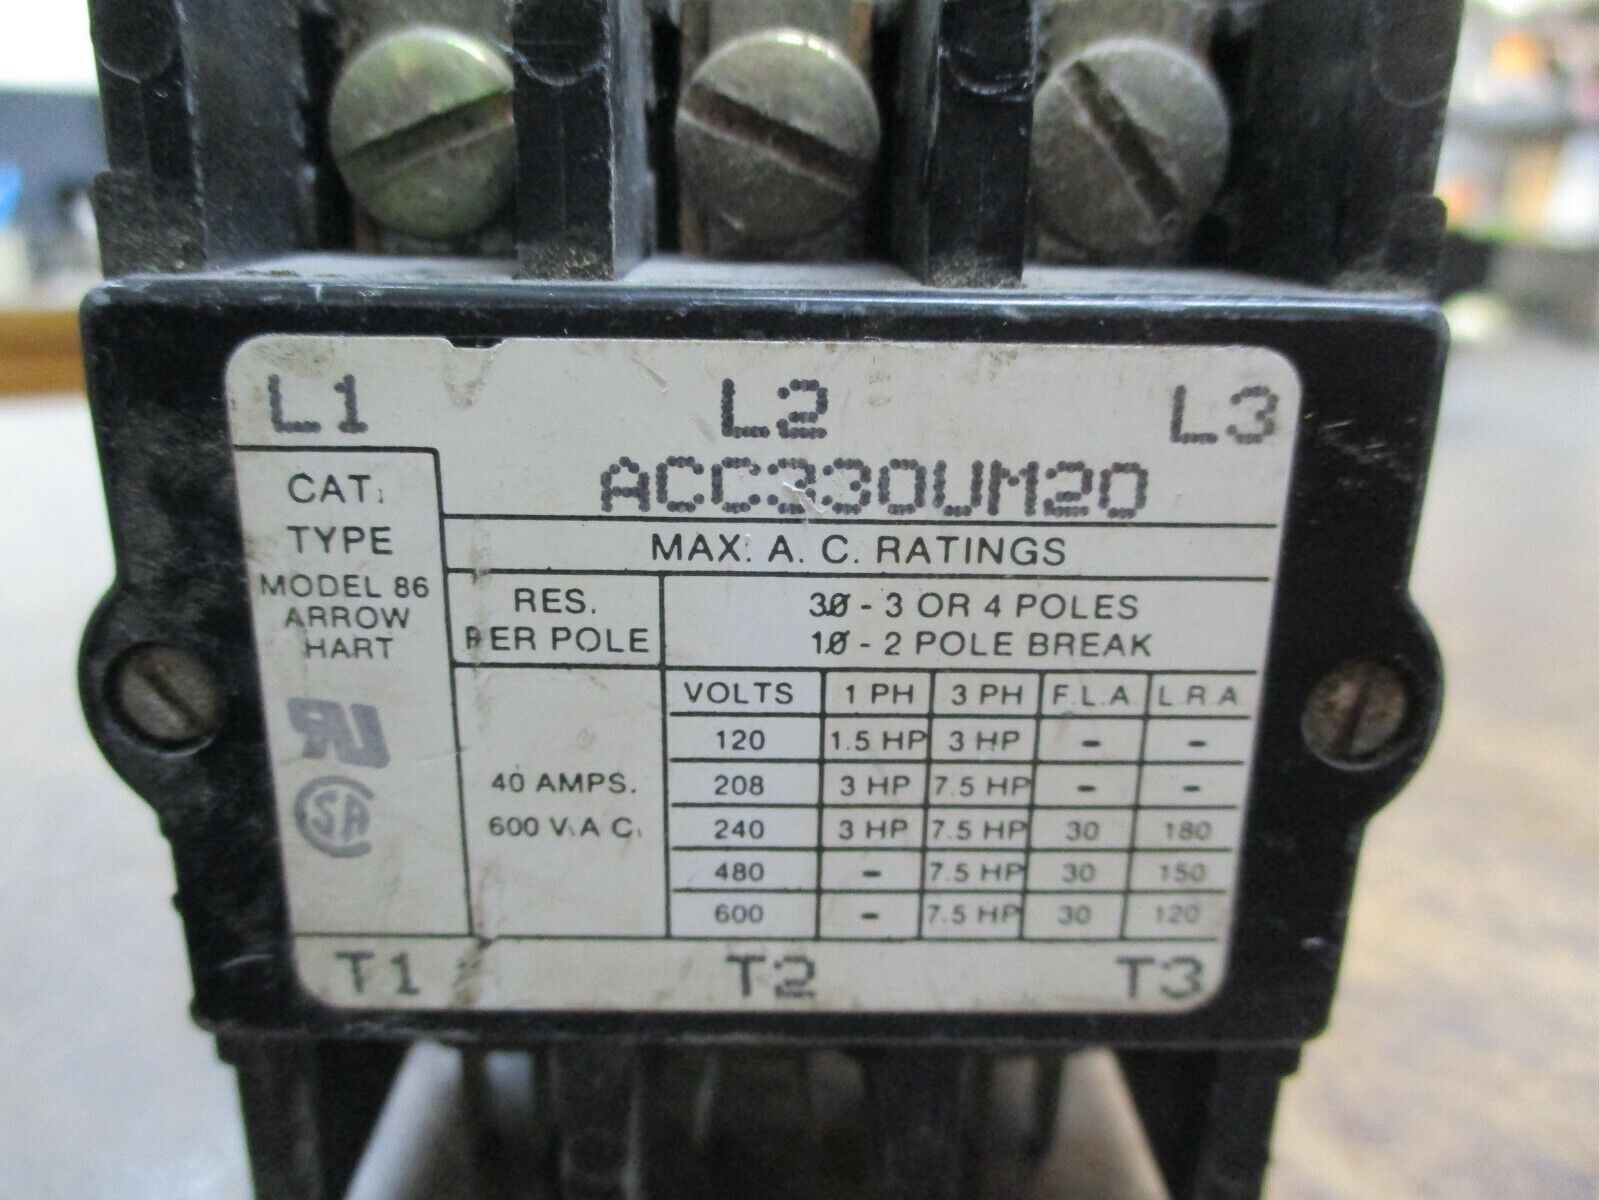 L1 L2 L3
CAT. ACC330UM20
TYPE
MODEL 86
ARROW
HART
MAX. A. C. RATINGS
RES.
PER POLE
3Ø - 3 OR 4 POLES
1Ø - 2 POLE BREAK
VOLTS 1 PH 3 PH F.L.A L.R.A
120 1.5 HP 3 HP - -
208 3 HP 7.5 HP - -
240 3 HP 7.5 HP 30 180
480 - 7.5 HP 30 150
600 - 7.5 HP 30 120
40 AMPS.
600 V.A.C.
UR
SA
T1 T2 T3